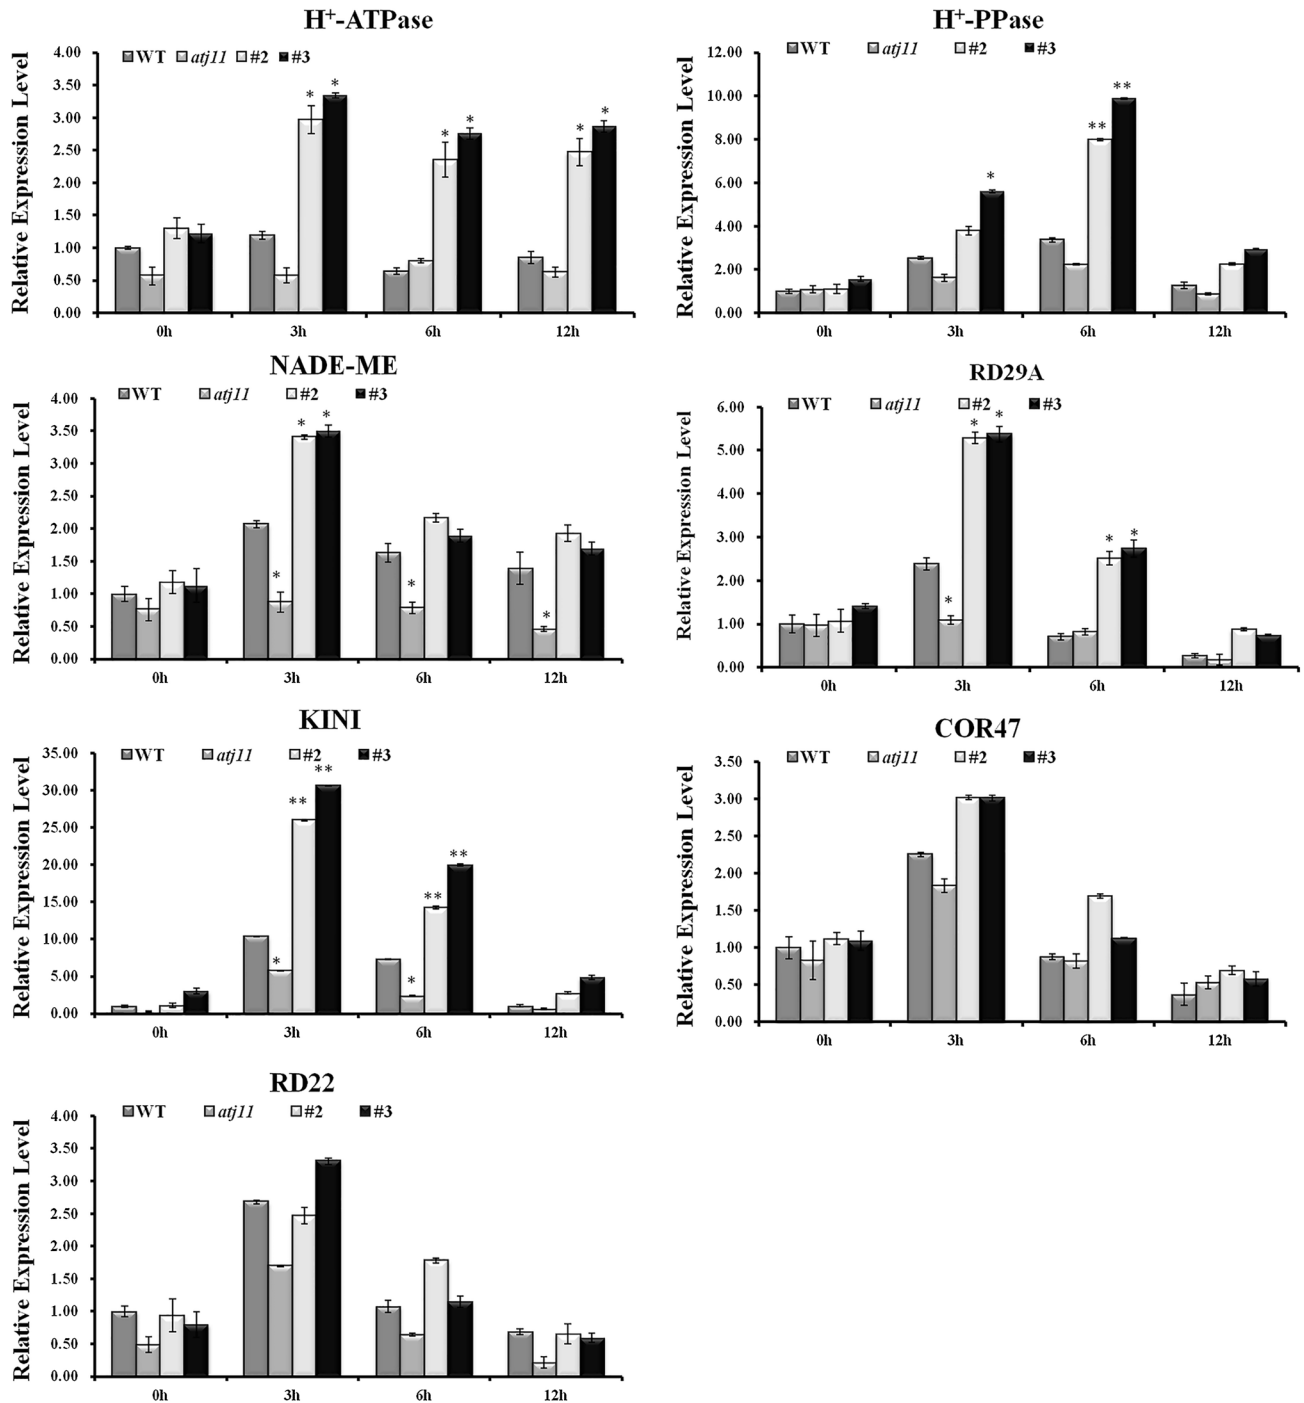 H⁺-ATPase
WT atj11 #2 #3
Relative Expression Level
4.00
3.50
3.00
2.50
2.00
1.50
1.00
0.50
0.00
* * * * * *
0h 3h 6h 12h
H⁺-PPase
WT atj11 #2 #3
Relative Expression Level
12.00
10.00
8.00
6.00
4.00
2.00
0.00
* ** **
0h 3h 6h 12h
NADE-ME
WT atj11 #2 #3
Relative Expression Level
4.00
3.50
3.00
2.50
2.00
1.50
1.00
0.50
0.00
* * * * *
0h 3h 6h 12h
RD29A
WT atj11 #2 #3
Relative Expression Level
6.00
5.00
4.00
3.00
2.00
1.00
0.00
* * * * *
0h 3h 6h 12h
KINI
WT atj11 #2 #3
Relative Expression Level
35.00
30.00
25.00
20.00
15.00
10.00
5.00
0.00
* ** ** * ** **
0h 3h 6h 12h
COR47
WT atj11 #2 #3
Relative Expression Level
3.50
3.00
2.50
2.00
1.50
1.00
0.50
0.00
0h 3h 6h 12h
RD22
WT atj11 #2 #3
Relative Expression Level
4.00
3.50
3.00
2.50
2.00
1.50
1.00
0.50
0.00
0h 3h 6h 12h